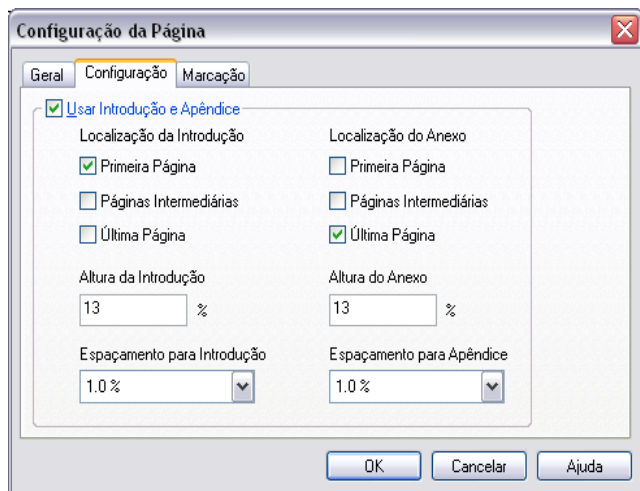 Configuração da Página
Geral Configuração Marcação
Usar Introdução e Apêndice
Localização da Introdução Localização do Anexo
Primeira Página Primeira Página
Páginas Intermediárias Páginas Intermediárias
Última Página Última Página
Altura da Introdução Altura do Anexo
13 % 13 %
Espaçamento para Introdução Espaçamento para Apêndice
1.0 % 1.0 %
OK Cancelar Ajuda